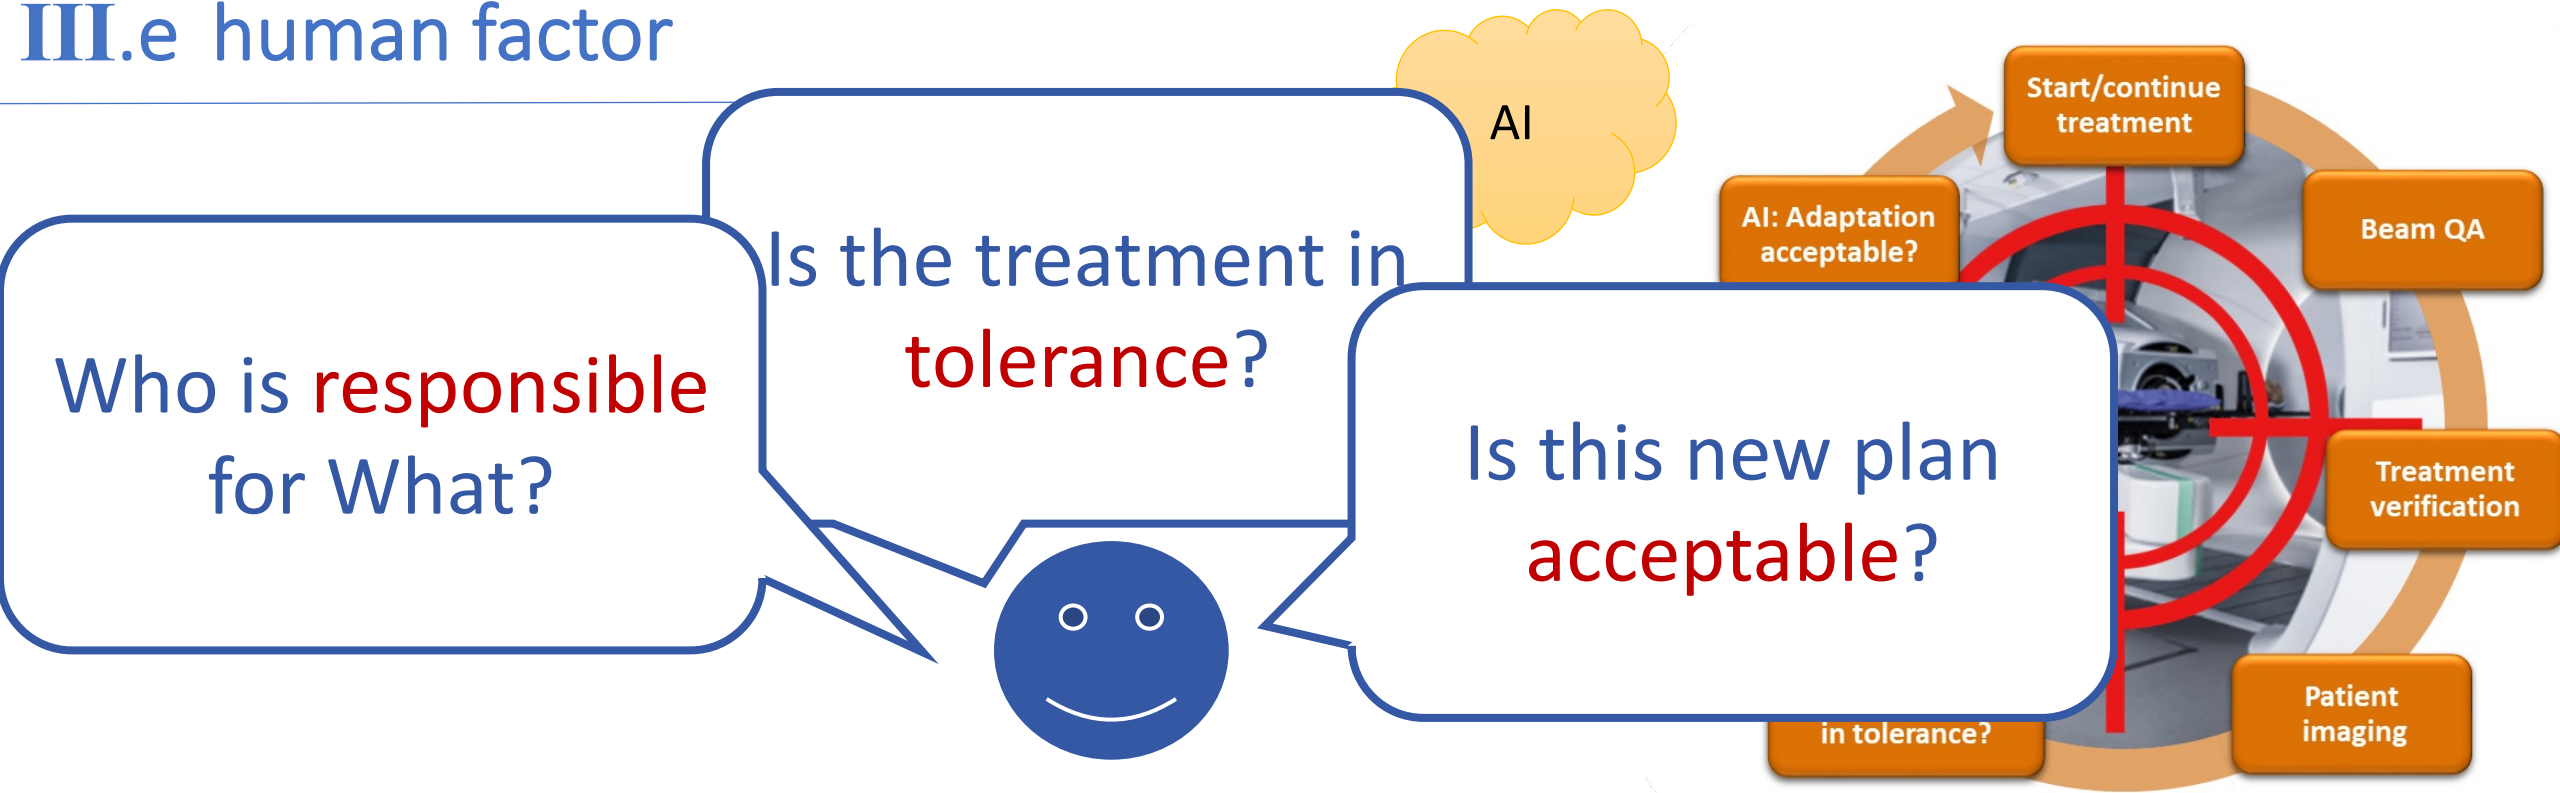 III.e human factor
AI
Is the treatment in
tolerance?
Who is responsible
for What?
Is this new plan
acceptable?
Start/continue
treatment
AI: Adaptation
acceptable?
Beam QA
Treatment
verification
Patient
imaging
in tolerance?